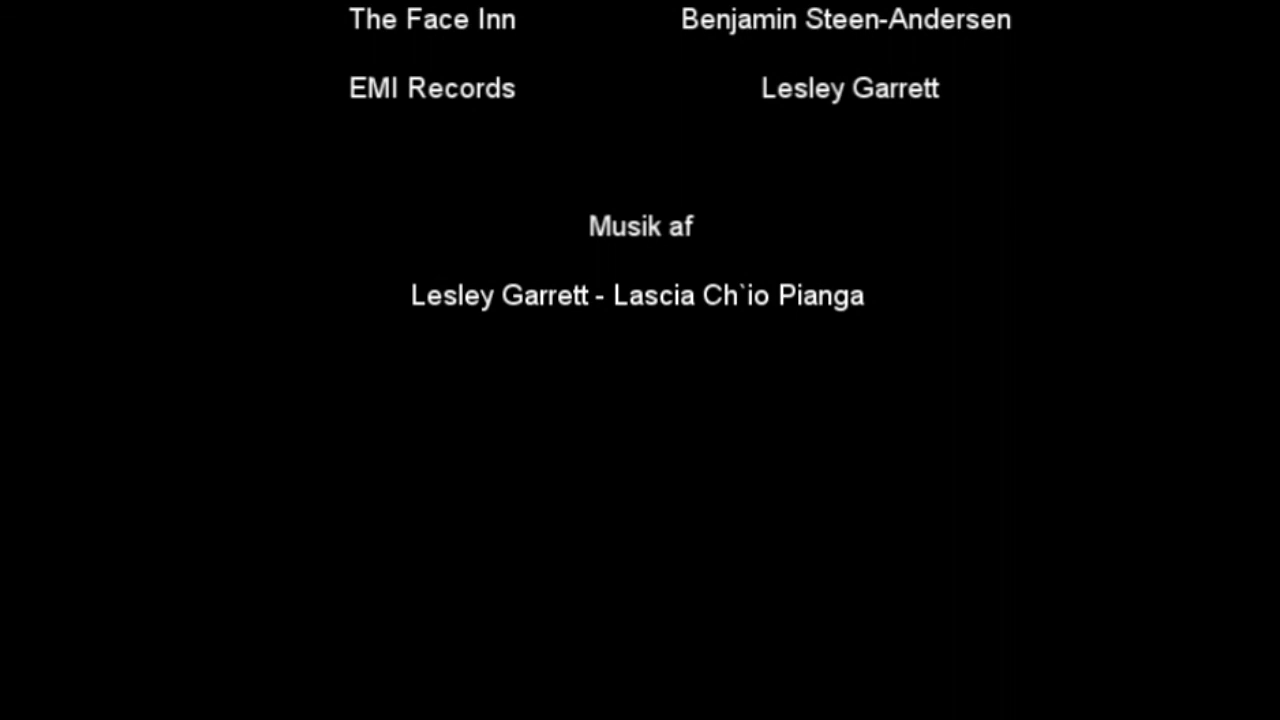 The Face Inn Benjamin Steen-Andersen
EMI Records Lesley Garrett
Musik af
Lesley Garrett - Lascia Ch`io Pianga